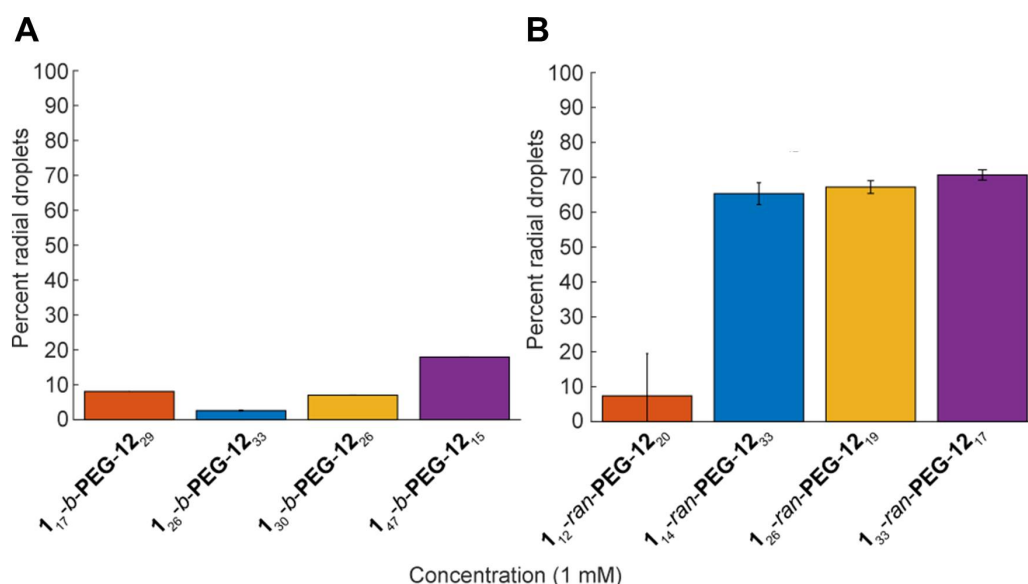 A
B
Percent radial droplets
100
90
80
70
60
50
40
30
20
10
0
1₁₇-b-PEG-12₂₉
1₂₆-b-PEG-12₃₃
1₃₀-b-PEG-12₂₆
1₄₇-b-PEG-12₁₅
Percent radial droplets
100
90
80
70
60
50
40
30
20
10
0
1₁₂-ran-PEG-12₂₀
1₁₄-ran-PEG-12₃₃
1₂₆-ran-PEG-12₁₉
1₃₃-ran-PEG-12₁₇
Concentration (1 mM)